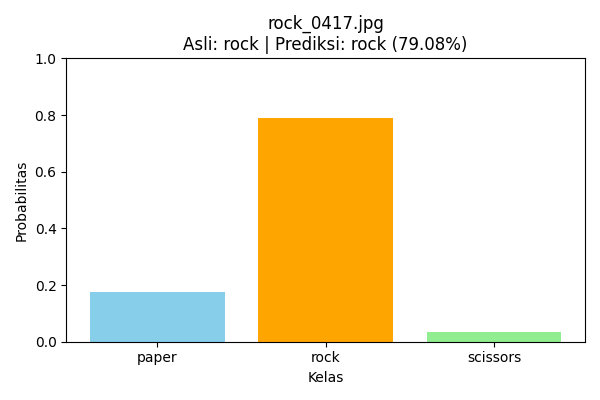 rock_0417.jpg
Asli: rock | Prediksi: rock (79.08%)
1.0
0.8
0.6
0.4
0.2
0.0
Probabilitas
paper
rock
scissors
Kelas